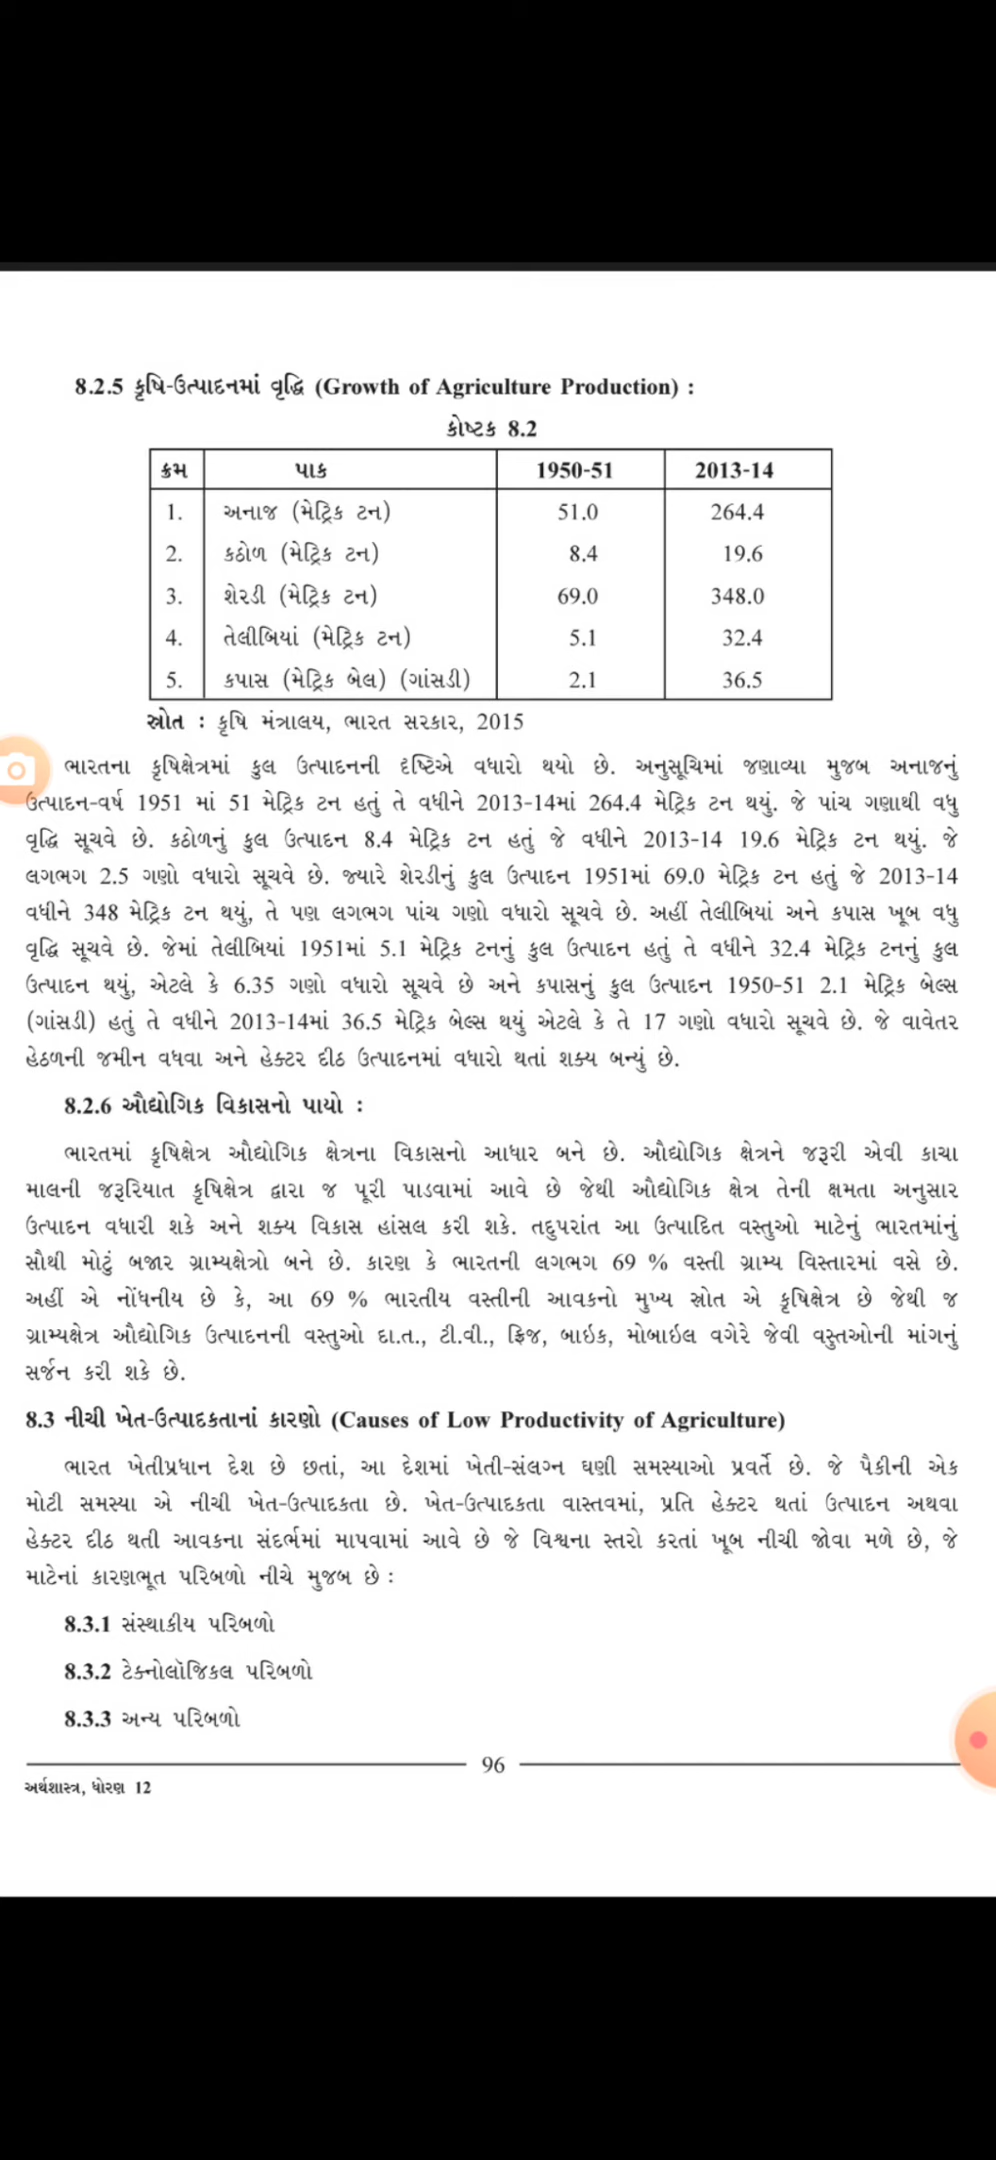 8.2.5 કૃષિ-ઉત્પાદનમાં વૃદ્ધિ (Growth of Agriculture Production) :
કોષ્ટક 8.2
ક્રમ પાક 1950-51 2013-14
1. અનાજ (મેટ્રિક ટન) 51.0 264.4
2. કઠોળ (મેટ્રિક ટન) 8.4 19.6
3. શેરડી (મેટ્રિક ટન) 69.0 348.0
4. તેલીબિયાં (મેટ્રિક ટન) 5.1 32.4
5. કપાસ (મેટ્રિક બેલ) (ગાંસડી) 2.1 36.5
સ્રોત : કૃષિ મંત્રાલય, ભારત સરકાર, 2015
ભારતના કૃષિક્ષેત્રમાં કુલ ઉત્પાદનની દૃષ્ટિએ વધારો થયો છે. અનુસૂચિમાં જણાવ્યા મુજબ અનાજનું
ઉત્પાદન-વર્ષ 1951 માં 51 મેટ્રિક ટન હતું તે વધીને 2013-14માં 264.4 મેટ્રિક ટન થયું. જે પાંચ ગણાથી વધુ
વૃદ્ધિ સૂચવે છે. કઠોળનું કુલ ઉત્પાદન 8.4 મેટ્રિક ટન હતું જે વધીને 2013-14 19.6 મેટ્રિક ટન થયું. જે
લગભગ 2.5 ગણો વધારો સૂચવે છે. જ્યારે શેરડીનું કુલ ઉત્પાદન 1951માં 69.0 મેટ્રિક ટન હતું જે 2013-14
વધીને 348 મેટ્રિક ટન થયું, તે પણ લગભગ પાંચ ગણો વધારો સૂચવે છે. અહીં તેલીબિયાં અને કપાસ ખૂબ વધુ
વૃદ્ધિ સૂચવે છે. જેમાં તેલીબિયાં 1951માં 5.1 મેટ્રિક ટનનું કુલ ઉત્પાદન હતું તે વધીને 32.4 મેટ્રિક ટનનું કુલ
ઉત્પાદન થયું, એટલે કે 6.35 ગણો વધારો સૂચવે છે અને કપાસનું કુલ ઉત્પાદન 1950-51 2.1 મેટ્રિક બેલ્સ
(ગાંસડી) હતું તે વધીને 2013-14માં 36.5 મેટ્રિક બેલ્સ થયું એટલે કે તે 17 ગણો વધારો સૂચવે છે. જે વાવેતર
હેઠળની જમીન વધવા અને હેક્ટર દીઠ ઉત્પાદનમાં વધારો થતાં શક્ય બન્યું છે.
8.2.6 ઔદ્યોગિક વિકાસનો પાયો :
ભારતમાં કૃષિક્ષેત્ર ઔદ્યોગિક ક્ષેત્રના વિકાસનો આધાર બને છે. ઔદ્યોગિક ક્ષેત્રને જરૂરી એવી કાચા
માલની જરૂરિયાત કૃષિક્ષેત્ર દ્વારા જ પૂરી પાડવામાં આવે છે જેથી ઔદ્યોગિક ક્ષેત્ર તેની ક્ષમતા અનુસાર
ઉત્પાદન વધારી શકે અને શક્ય વિકાસ હાંસલ કરી શકે. તદુપરાંત આ ઉત્પાદિત વસ્તુઓ માટેનું ભારતમાંનું
સૌથી મોટું બજાર ગ્રામ્યક્ષેત્રો બને છે. કારણ કે ભારતની લગભગ 69 % વસ્તી ગ્રામ્ય વિસ્તારમાં વસે છે.
અહીં એ નોંધનીય છે કે, આ 69 % ભારતીય વસ્તીની આવકનો મુખ્ય સ્રોત એ કૃષિક્ષેત્ર છે જેથી જ
ગ્રામ્યક્ષેત્ર ઔદ્યોગિક ઉત્પાદનની વસ્તુઓ દા.ત., ટી.વી., ફ્રિજ, બાઇક, મોબાઇલ વગેરે જેવી વસ્તઓની માંગનું
સર્જન કરી શકે છે.
8.3 નીચી ખેત-ઉત્પાદકતાનાં કારણો (Causes of Low Productivity of Agriculture)
ભારત ખેતીપ્રધાન દેશ છે છતાં, આ દેશમાં ખેતી-સંલગ્ન ઘણી સમસ્યાઓ પ્રવર્તે છે. જે પૈકીની એક
મોટી સમસ્યા એ નીચી ખેત-ઉત્પાદકતા છે. ખેત-ઉત્પાદકતા વાસ્તવમાં, પ્રતિ હેક્ટર થતાં ઉત્પાદન અથવા
હેક્ટર દીઠ થતી આવકના સંદર્ભમાં માપવામાં આવે છે જે વિશ્વના સ્તરો કરતાં ખૂબ નીચી જોવા મળે છે, જે
માટેનાં કારણભૂત પરિબળો નીચે મુજબ છે :
8.3.1 સંસ્થાકીય પરિબળો
8.3.2 ટેક્નોલૉજિકલ પરિબળો
8.3.3 અન્ય પરિબળો
96
અર્થશાસ્ત્ર, ધોરણ 12